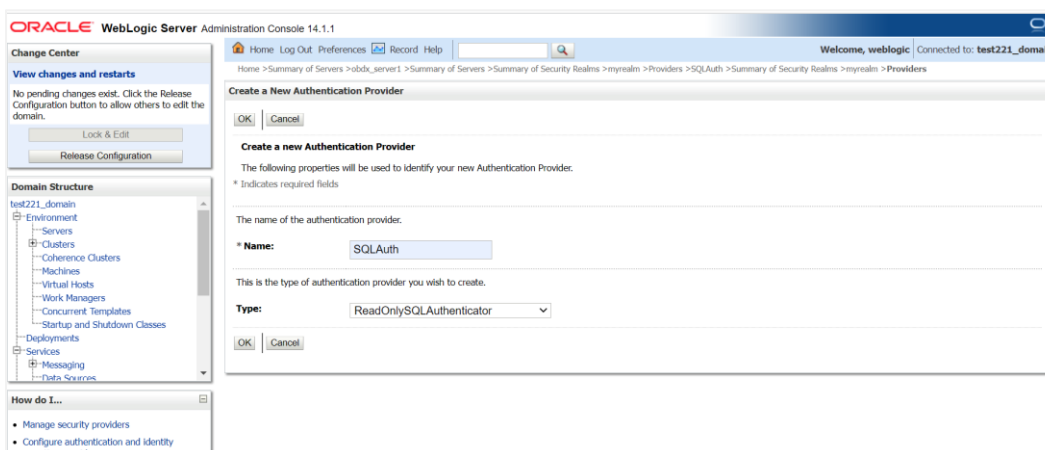 ORACLE WebLogic Server Administration Console 14.1.1
Change Center
View changes and restarts
No pending changes exist. Click the Release
Configuration button to allow others to edit the
domain.
Lock & Edit
Release Configuration
Domain Structure
test221_domain
Environment
Servers
Clusters
Coherence Clusters
Machines
Virtual Hosts
Work Managers
Concurrent Templates
Startup and Shutdown Classes
Deployments
Services
Messaging
Data Sources
How do I...
Manage security providers
Configure authentication and identity
Home Log Out Preferences Record Help
Welcome, weblogic Connected to: test221_domai
Home >Summary of Servers >obdx_server1 >Summary of Servers >Summary of Security Realms >myrealm >Providers >SQLAuth >Summary of Security Realms >myrealm >Providers
Create a New Authentication Provider
OK Cancel
Create a new Authentication Provider
The following properties will be used to identify your new Authentication Provider.
* Indicates required fields
The name of the authentication provider.
* Name: SQLAuth
This is the type of authentication provider you wish to create.
Type: ReadOnlySQLAuthenticator
OK Cancel